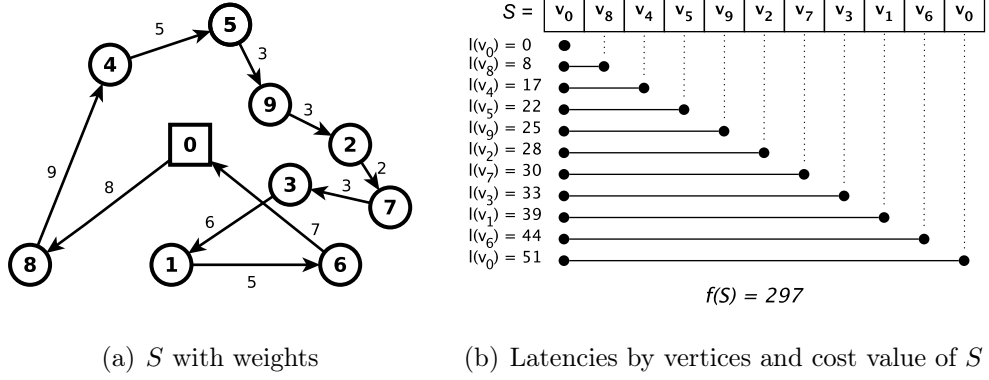 5
5
4
3
9
3
2
0
9
8
2
3
3
7
6
7
8
1
5
6
(a) S with weights
S = v0 v8 v4 v5 v9 v2 v7 v3 v1 v6 v0
l(v0) = 0
l(v8) = 8
l(v4) = 17
l(v5) = 22
l(v9) = 25
l(v2) = 28
l(v7) = 30
l(v3) = 33
l(v1) = 39
l(v6) = 44
l(v0) = 51
f(S) = 297
(b) Latencies by vertices and cost value of S